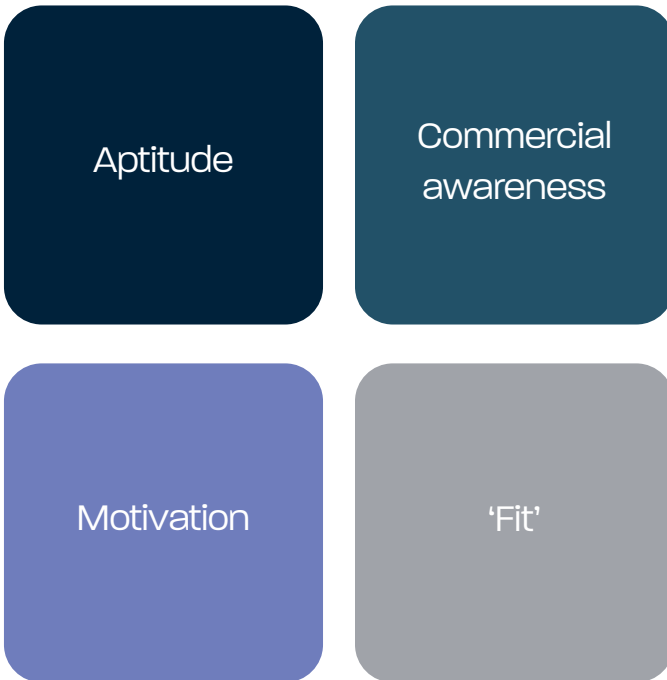 Aptitude
Commercial
awareness
Motivation
‘Fit’